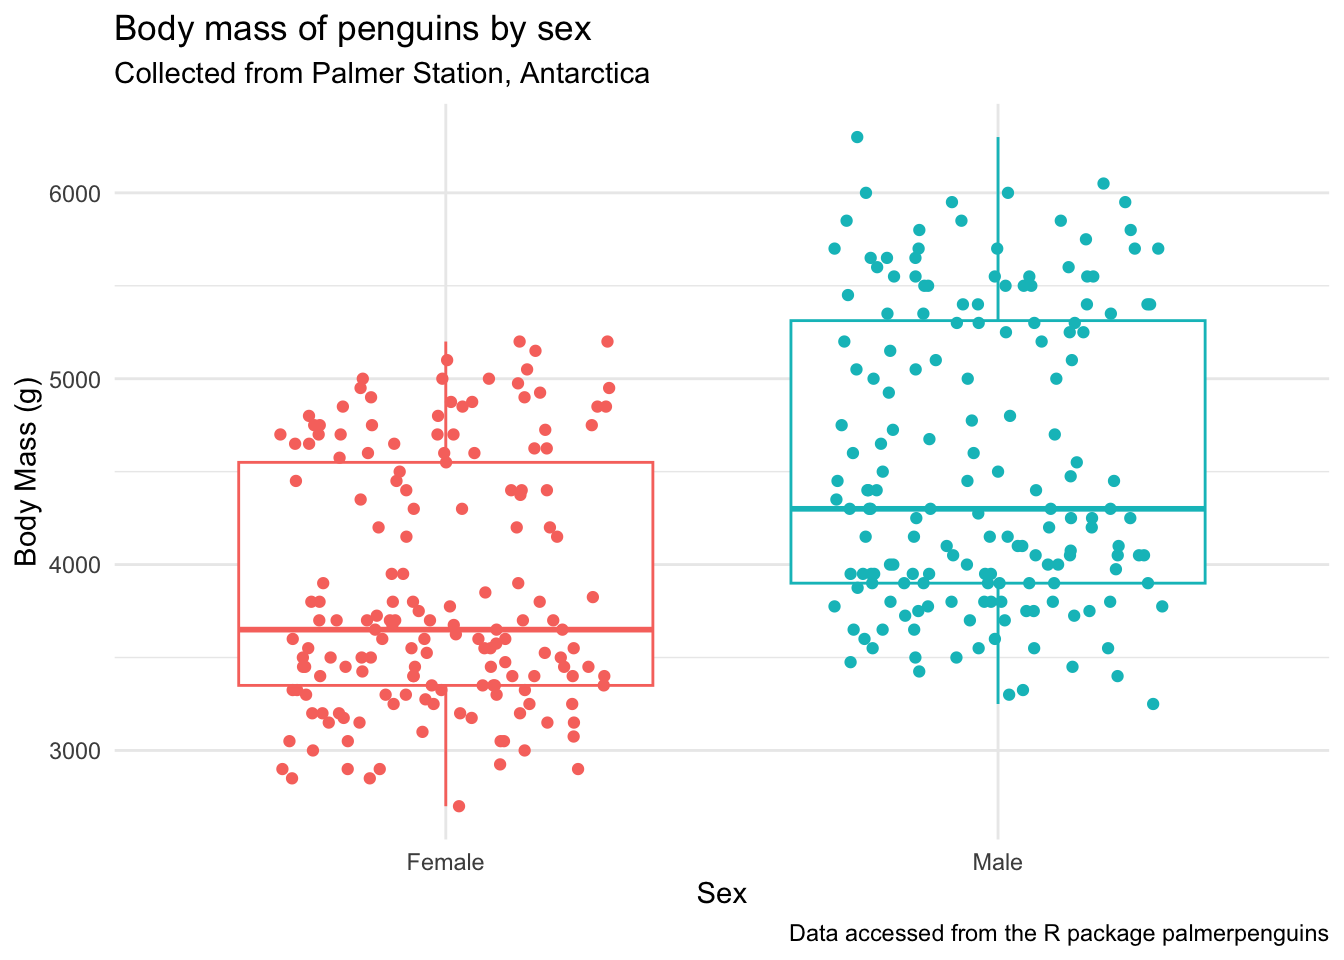 Body mass of penguins by sex
Collected from Palmer Station, Antarctica
6000
5000
4000
3000
Body Mass (g)
Female Male
Sex
Data accessed from the R package palmerpenguins